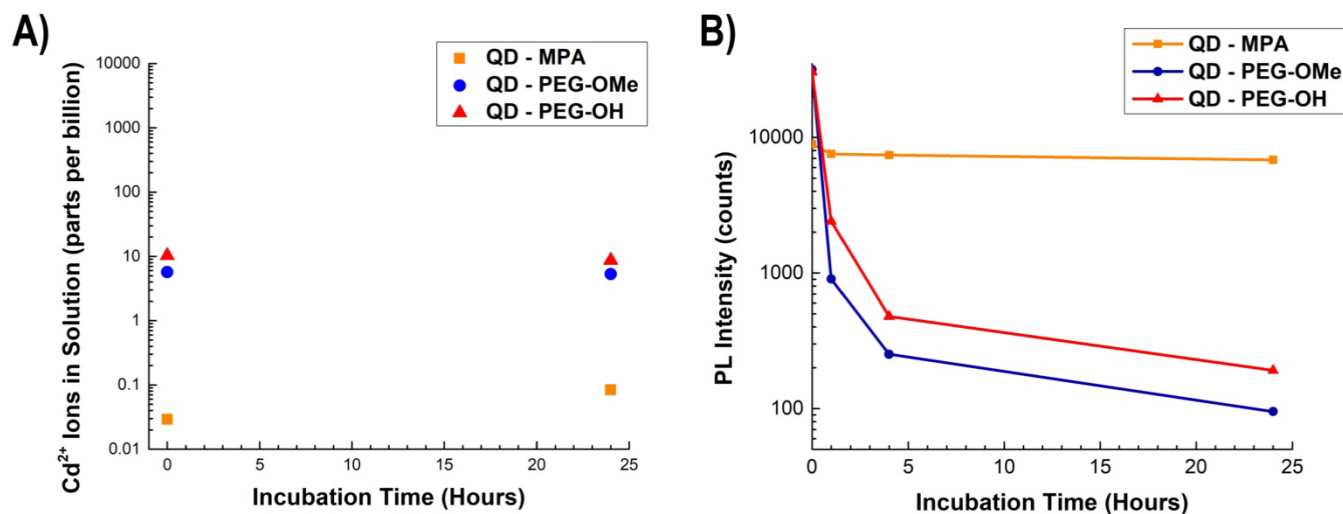 A)
QD - MPA
QD - PEG-OMe
QD - PEG-OH
Cd²⁺ Ions in Solution (parts per billion)
10000
1000
100
10
1
0.1
0.01
0
5
10
15
20
25
Incubation Time (Hours)
B)
QD - MPA
QD - PEG-OMe
QD - PEG-OH
PL Intensity (counts)
10000
1000
100
0
5
10
15
20
25
Incubation Time (Hours)